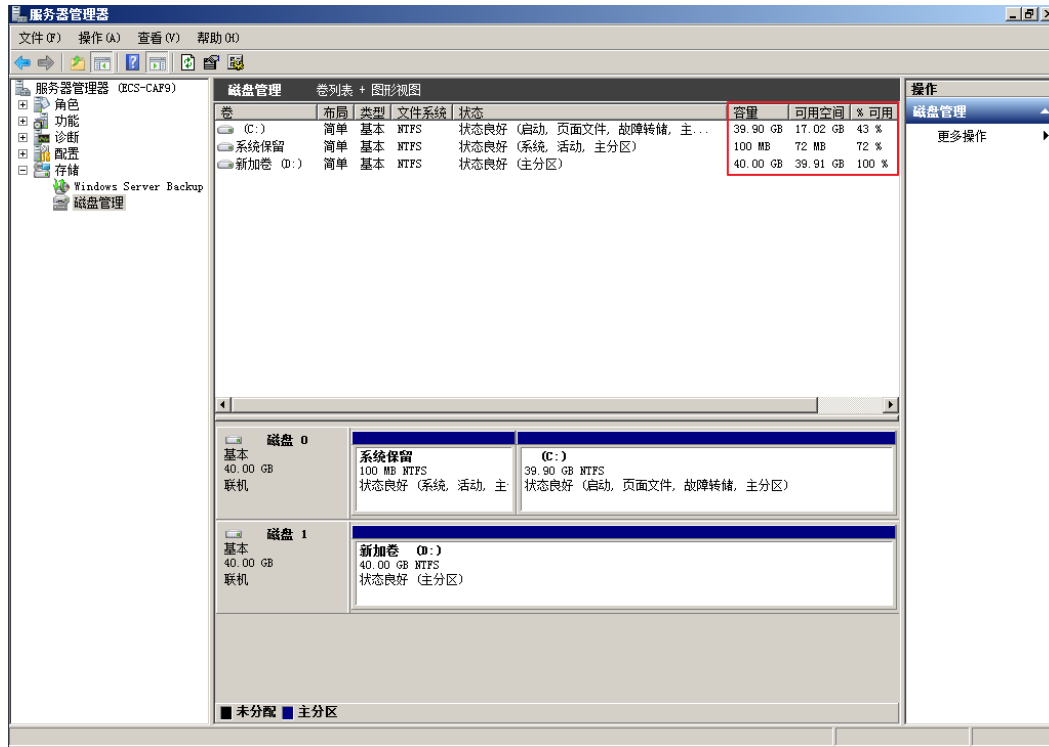 服务器管理器
文件(F) 操作(A) 查看(V) 帮助(H)
服务器管理器 (ECS-CAF9)
角色
功能
诊断
配置
存储
Windows Server Backup
磁盘管理
磁盘管理 卷列表 + 图形视图
卷 布局 类型 文件系统 状态 容量 可用空间 % 可用
(C:) 简单 基本 NTFS 状态良好 (启动, 页面文件, 故障转储, 主... 39.90 GB 17.02 GB 43 %
系统保留 简单 基本 NTFS 状态良好 (系统, 活动, 主分区) 100 MB 72 MB 72 %
新加卷 (D:) 简单 基本 NTFS 状态良好 (主分区) 40.00 GB 39.91 GB 100 %
磁盘 0
基本
40.00 GB
联机
系统保留
100 MB NTFS
状态良好 (系统, 活动, 主
(C:)
39.90 GB NTFS
状态良好 (启动, 页面文件, 故障转储, 主分区)
磁盘 1
基本
40.00 GB
联机
新加卷 (D:)
40.00 GB NTFS
状态良好 (主分区)
未分配 主分区
操作
磁盘管理
更多操作